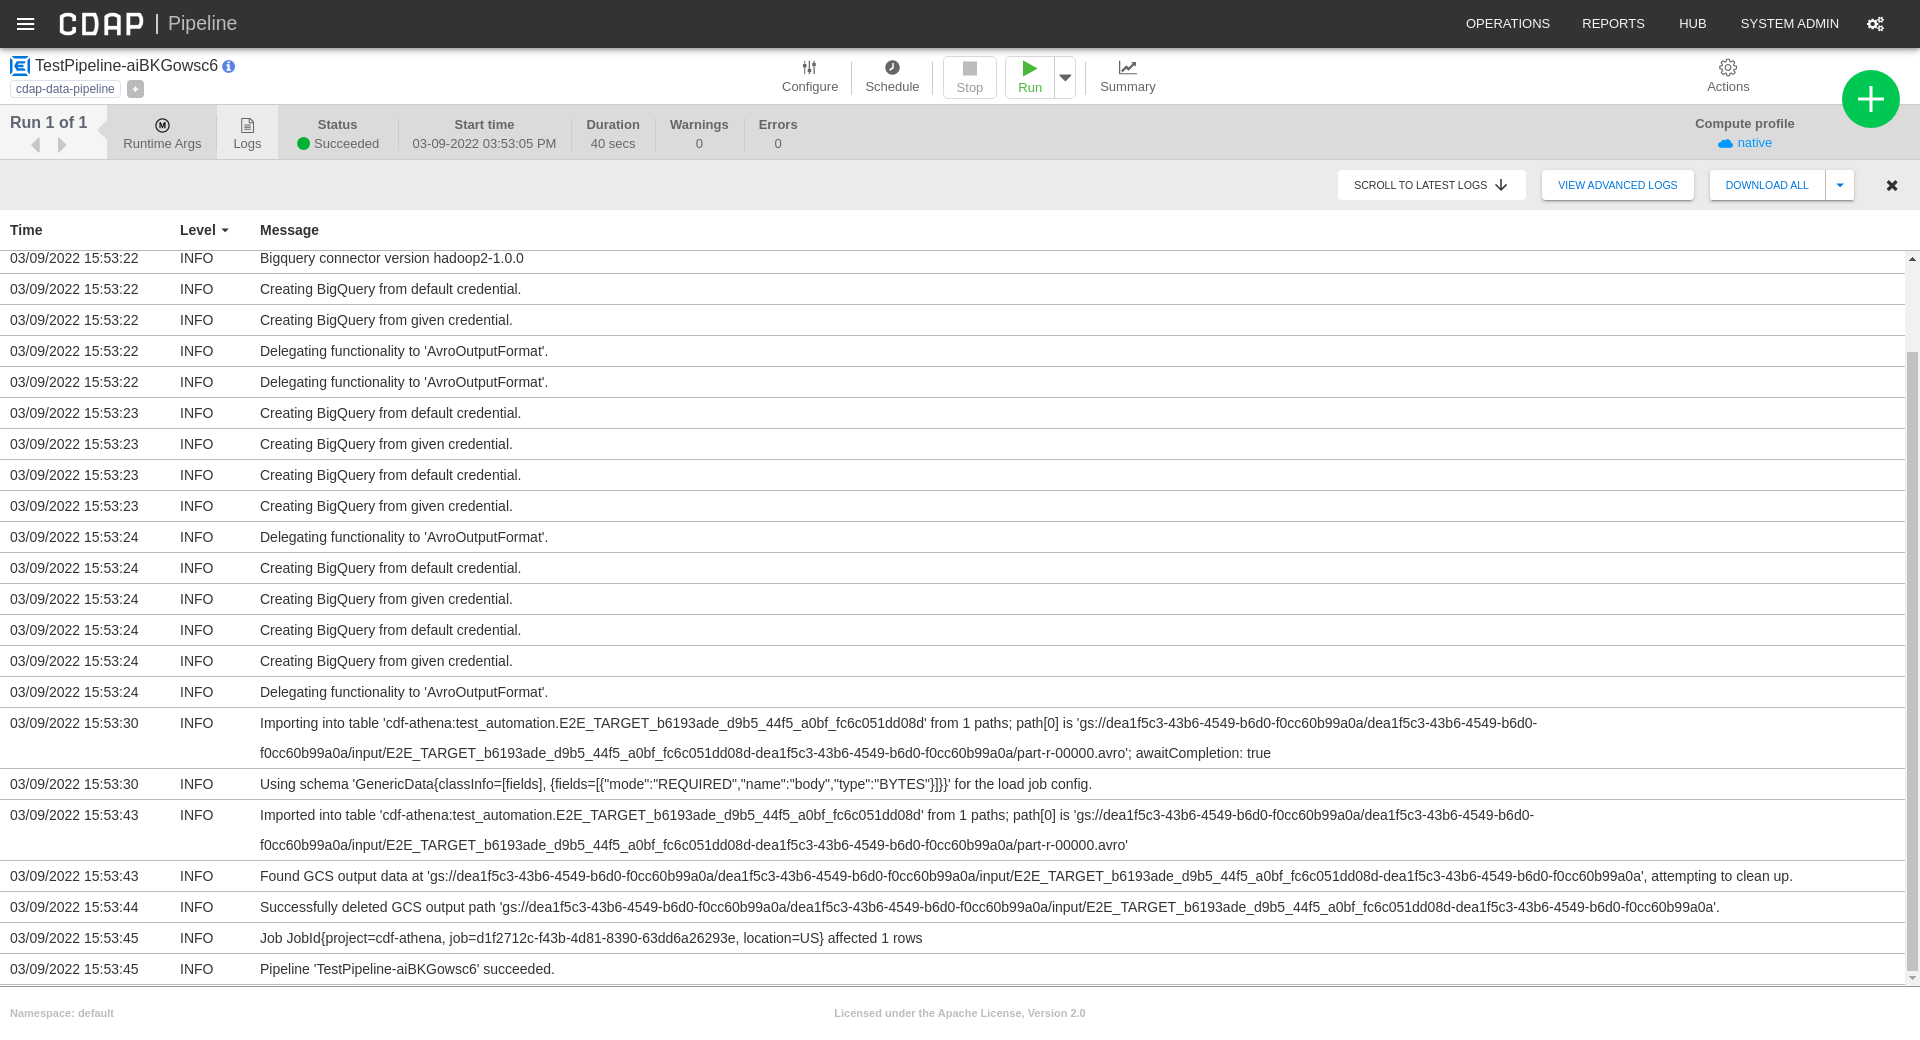 CDAP | Pipeline OPERATIONS REPORTS HUB SYSTEM ADMIN
TestPipeline-aiBKGowsc6
cdap-data-pipeline +
Configure Schedule Stop Run Summary Actions
Run 1 of 1
Runtime Args Logs
Status Start time Duration Warnings Errors Compute profile
Succeeded 03-09-2022 03:53:05 PM 40 secs 0 0 native
SCROLL TO LATEST LOGS VIEW ADVANCED LOGS DOWNLOAD ALL
Time Level Message
03/09/2022 15:53:22 INFO Bigquery connector version hadoop2-1.0.0
03/09/2022 15:53:22 INFO Creating BigQuery from default credential.
03/09/2022 15:53:22 INFO Creating BigQuery from given credential.
03/09/2022 15:53:22 INFO Delegating functionality to 'AvroOutputFormat'.
03/09/2022 15:53:22 INFO Delegating functionality to 'AvroOutputFormat'.
03/09/2022 15:53:23 INFO Creating BigQuery from default credential.
03/09/2022 15:53:23 INFO Creating BigQuery from given credential.
03/09/2022 15:53:23 INFO Creating BigQuery from default credential.
03/09/2022 15:53:23 INFO Creating BigQuery from given credential.
03/09/2022 15:53:24 INFO Delegating functionality to 'AvroOutputFormat'.
03/09/2022 15:53:24 INFO Creating BigQuery from default credential.
03/09/2022 15:53:24 INFO Creating BigQuery from given credential.
03/09/2022 15:53:24 INFO Creating BigQuery from default credential.
03/09/2022 15:53:24 INFO Creating BigQuery from given credential.
03/09/2022 15:53:24 INFO Delegating functionality to 'AvroOutputFormat'.
03/09/2022 15:53:30 INFO Importing into table 'cdf-athena:test_automation.E2E_TARGET_b6193ade_d9b5_44f5_a0bf_fc6c051dd08d' from 1 paths; path[0] is 'gs://dea1f5c3-43b6-4549-b6d0-f0cc60b99a0a/dea1f5c3-43b6-4549-b6d0-
f0cc60b99a0a/input/E2E_TARGET_b6193ade_d9b5_44f5_a0bf_fc6c051dd08d-dea1f5c3-43b6-4549-b6d0-f0cc60b99a0a/part-r-00000.avro'; awaitCompletion: true
03/09/2022 15:53:30 INFO Using schema 'GenericData{classInfo=[fields], {fields=[{"mode":"REQUIRED","name":"body","type":"BYTES"}]}}' for the load job config.
03/09/2022 15:53:43 INFO Imported into table 'cdf-athena:test_automation.E2E_TARGET_b6193ade_d9b5_44f5_a0bf_fc6c051dd08d' from 1 paths; path[0] is 'gs://dea1f5c3-43b6-4549-b6d0-f0cc60b99a0a/dea1f5c3-43b6-4549-b6d0-
f0cc60b99a0a/input/E2E_TARGET_b6193ade_d9b5_44f5_a0bf_fc6c051dd08d-dea1f5c3-43b6-4549-b6d0-f0cc60b99a0a/part-r-00000.avro'
03/09/2022 15:53:43 INFO Found GCS output data at 'gs://dea1f5c3-43b6-4549-b6d0-f0cc60b99a0a/dea1f5c3-43b6-4549-b6d0-f0cc60b99a0a/input/E2E_TARGET_b6193ade_d9b5_44f5_a0bf_fc6c051dd08d-dea1f5c3-43b6-4549-b6d0-f0cc60b99a0a', attempting to clean up.
03/09/2022 15:53:44 INFO Successfully deleted GCS output path 'gs://dea1f5c3-43b6-4549-b6d0-f0cc60b99a0a/dea1f5c3-43b6-4549-b6d0-f0cc60b99a0a/input/E2E_TARGET_b6193ade_d9b5_44f5_a0bf_fc6c051dd08d-dea1f5c3-43b6-4549-b6d0-f0cc60b99a0a'.
03/09/2022 15:53:45 INFO Job JobId{project=cdf-athena, job=d1f2712c-f43b-4d81-8390-63dd6a26293e, location=US} affected 1 rows
03/09/2022 15:53:45 INFO Pipeline 'TestPipeline-aiBKGowsc6' succeeded.
Namespace: default Licensed under the Apache License, Version 2.0